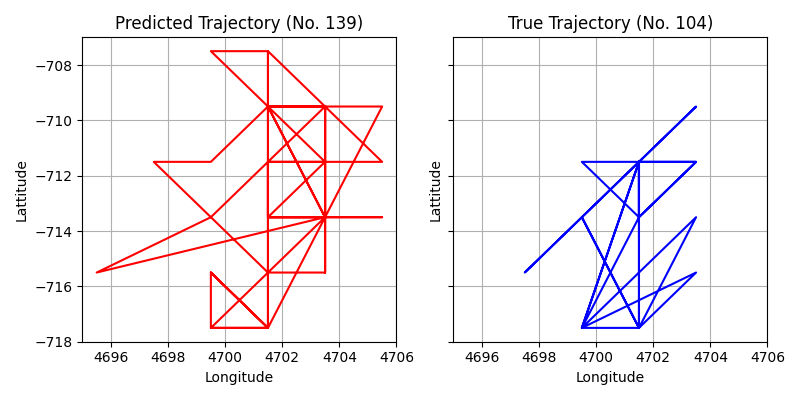 Predicted Trajectory (No. 139)
True Trajectory (No. 104)
−708
−710
−712
−714
−716
−718
Lattitude
Lattitude
4696 4698 4700 4702 4704 4706
4696 4698 4700 4702 4704 4706
Longitude
Longitude